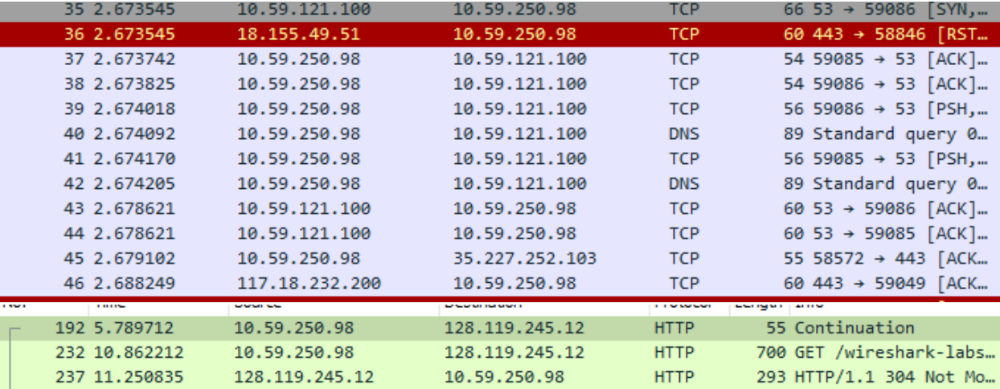 35 2.673545 10.59.121.100 10.59.250.98 TCP 66 53 → 59086 [SYN,…
36 2.673545 18.155.49.51 10.59.250.98 TCP 60 443 → 58846 [RST…
37 2.673742 10.59.250.98 10.59.121.100 TCP 54 59085 → 53 [ACK]…
38 2.673825 10.59.250.98 10.59.121.100 TCP 54 59086 → 53 [ACK]…
39 2.674018 10.59.250.98 10.59.121.100 TCP 56 59086 → 53 [PSH,…
40 2.674092 10.59.250.98 10.59.121.100 DNS 89 Standard query 0…
41 2.674170 10.59.250.98 10.59.121.100 TCP 56 59085 → 53 [PSH,…
42 2.674205 10.59.250.98 10.59.121.100 DNS 89 Standard query 0…
43 2.678621 10.59.121.100 10.59.250.98 TCP 60 53 → 59086 [ACK]…
44 2.678621 10.59.121.100 10.59.250.98 TCP 60 53 → 59085 [ACK]…
45 2.679102 10.59.250.98 35.227.252.103 TCP 55 58572 → 443 [ACK…
46 2.688249 117.18.232.200 10.59.250.98 TCP 60 443 → 59049 [ACK…
192 5.789712 10.59.250.98 128.119.245.12 HTTP 55 Continuation
232 10.862212 10.59.250.98 128.119.245.12 HTTP 700 GET /wireshark-labs…
237 11.250835 128.119.245.12 10.59.250.98 HTTP 293 HTTP/1.1 304 Not Mo…